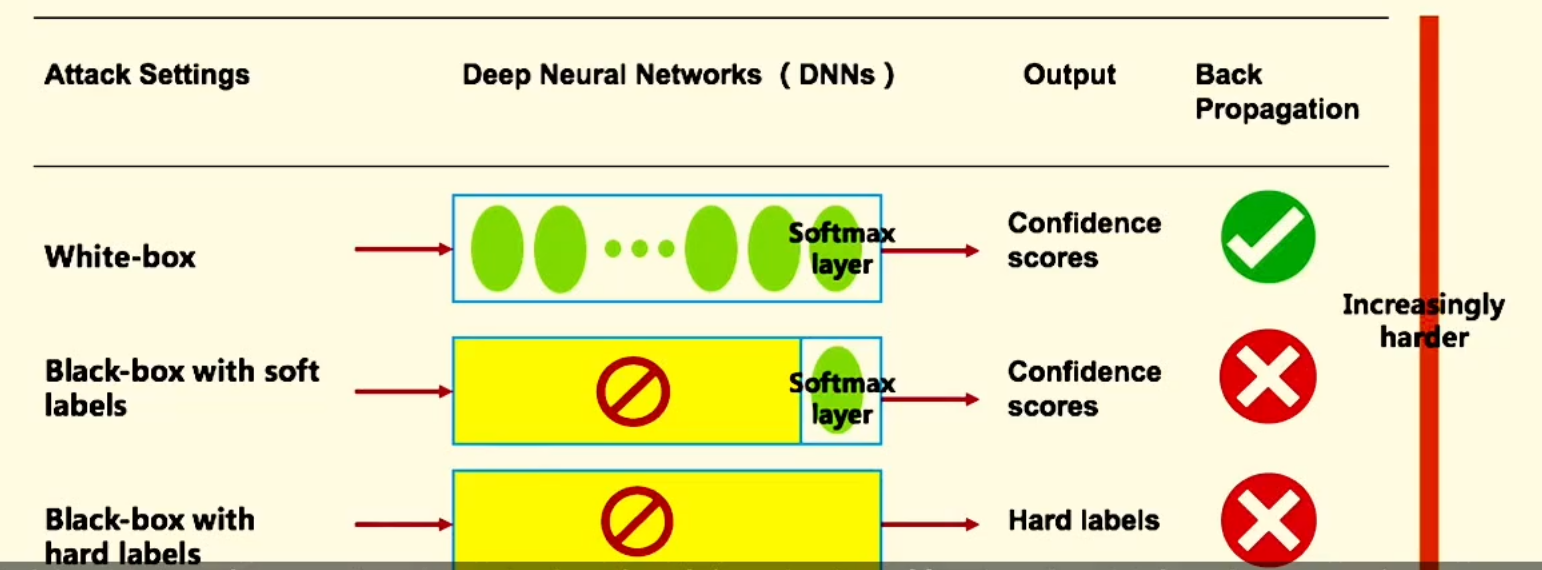 Attack Settings
Deep Neural Networks ( DNNs )
Output
Back
Propagation
White-box
Softmax
layer
Confidence
scores
Increasingly
harder
Black-box with soft
labels
Softmax
layer
Confidence
scores
Black-box with
hard labels
Hard labels